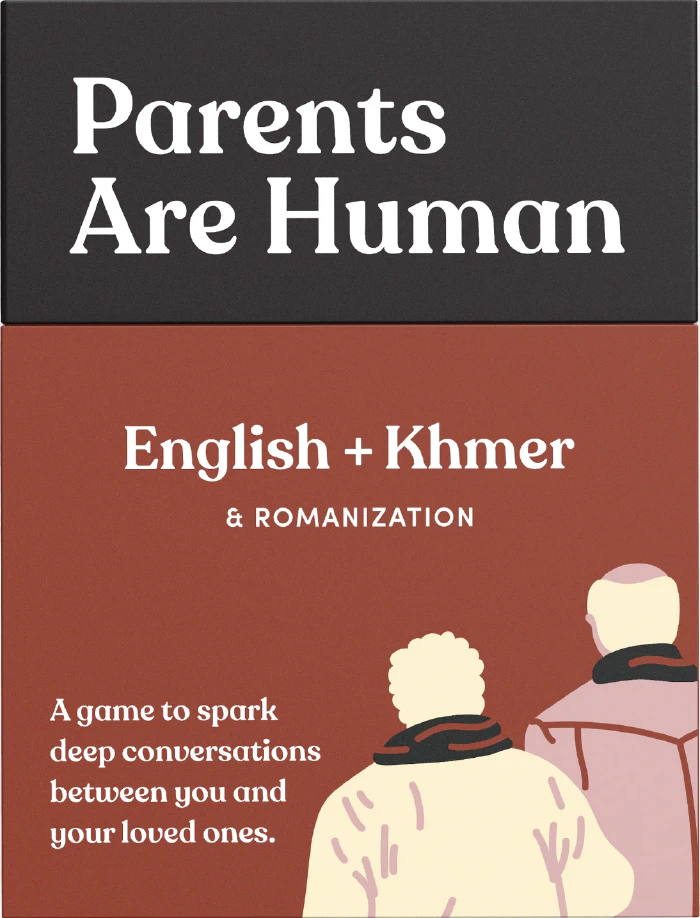 Parents
Are Human
English + Khmer
& ROMANIZATION
A game to spark
deep conversations
between you and
your loved ones.